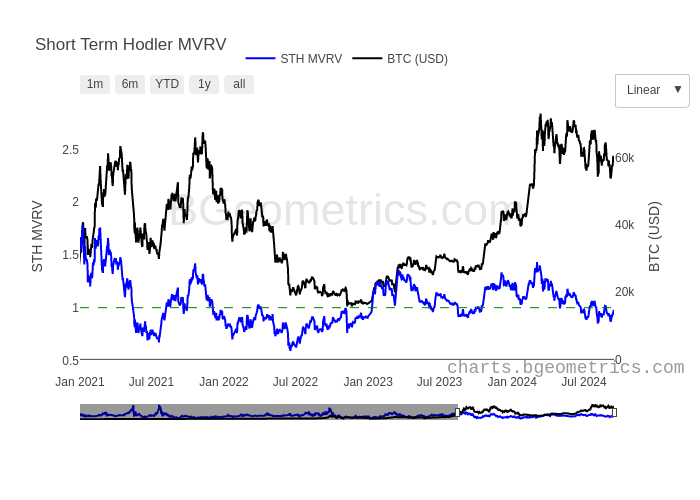 Short Term Hodler MVRV
STH MVRV BTC (USD)
1m 6m YTD 1y all
Linear ▼
2.5
2
1.5
1
0.5
STH MVRV
60k
40k
20k
0
BTC (USD)
BGeometrics.com
Jan 2021 Jul 2021 Jan 2022 Jul 2022 Jan 2023 Jul 2023 Jan 2024 Jul 2024
charts.bgeometrics.com